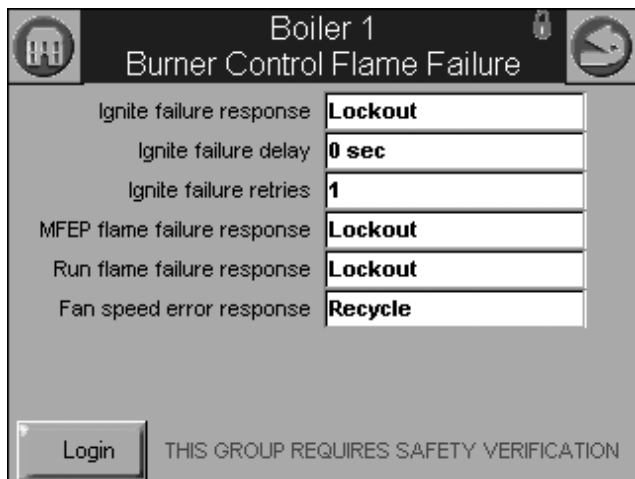 Boiler 1
Burner Control Flame Failure
Ignite failure response Lockout
Ignite failure delay 0 sec
Ignite failure retries 1
MFEP flame failure response Lockout
Run flame failure response Lockout
Fan speed error response Recycle
Login THIS GROUP REQUIRES SAFETY VERIFICATION